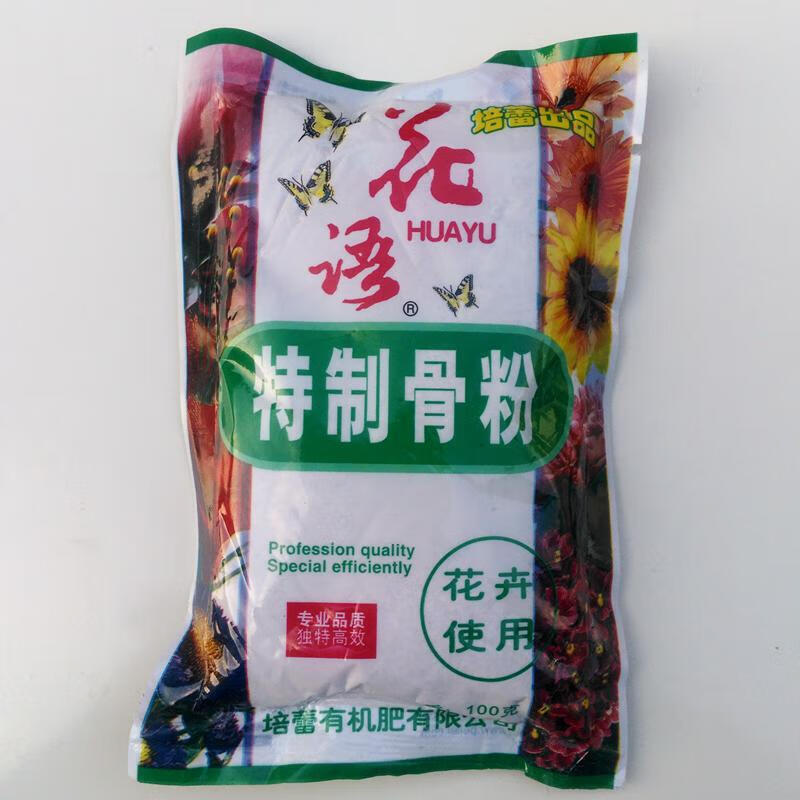 培蕾出品
花语
HUAYU
®
特制骨粉
Profession quality
Special efficiently
专业品质
独特高效
花卉
使用
100克
培蕾有机肥有限公司